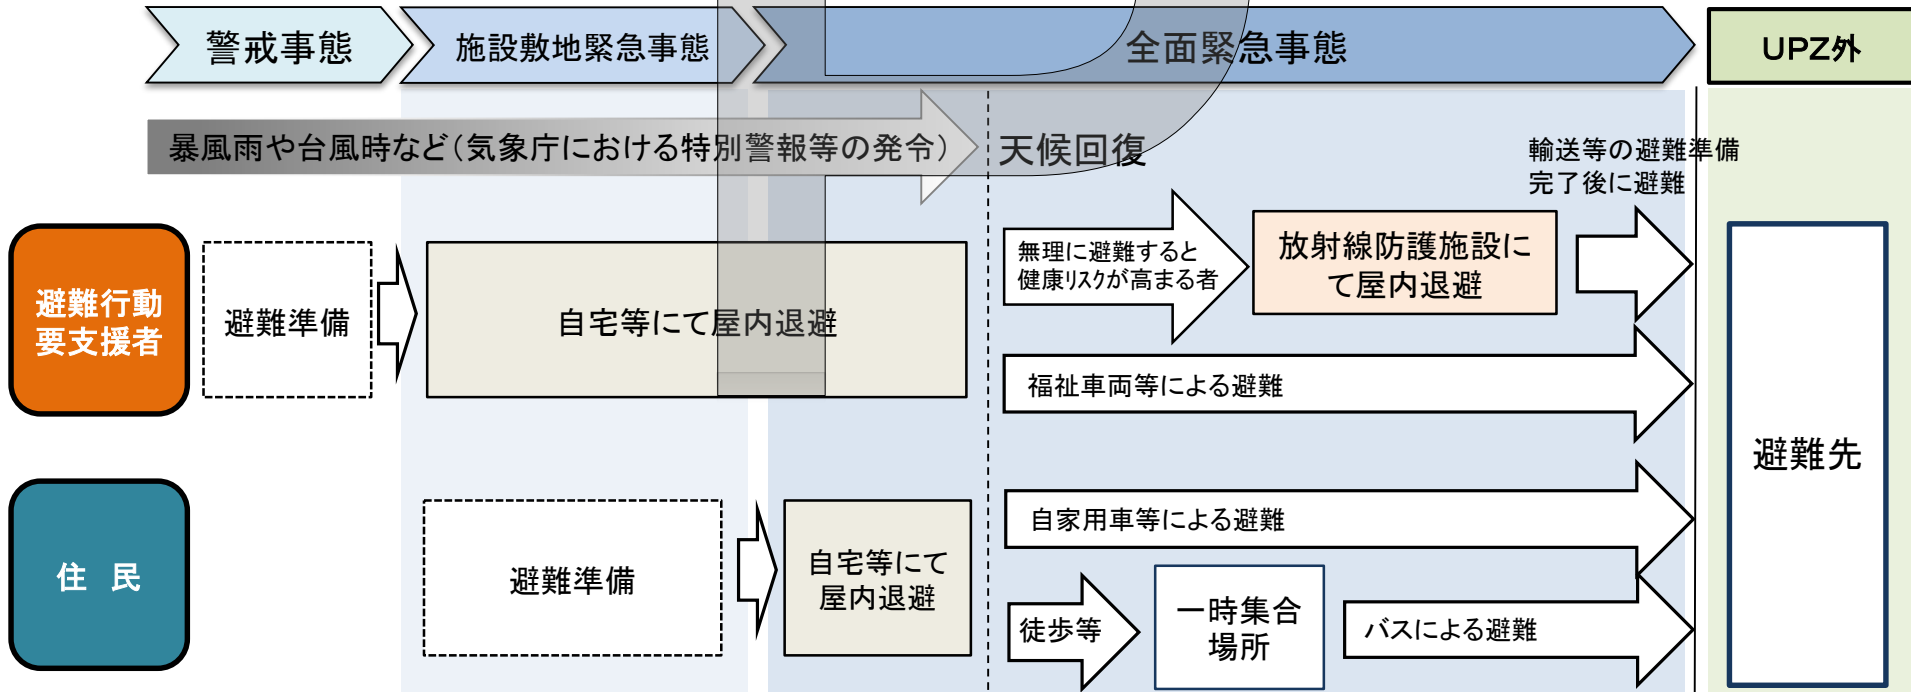 警戒事態
施設敷地緊急事態
全面緊急事態
UPZ外
暴風雨や台風時など(気象庁における特別警報等の発令)
天候回復
輸送等の避難準備
完了後に避難
避難行動
要支援者
避難準備
自宅等にて屋内退避
無理に避難すると
健康リスクが高まる者
放射線防護施設に
て屋内退避
福祉車両等による避難
避難先
住 民
避難準備
自宅等にて
屋内退避
自家用車等による避難
徒歩等
一時集合
場所
バスによる避難